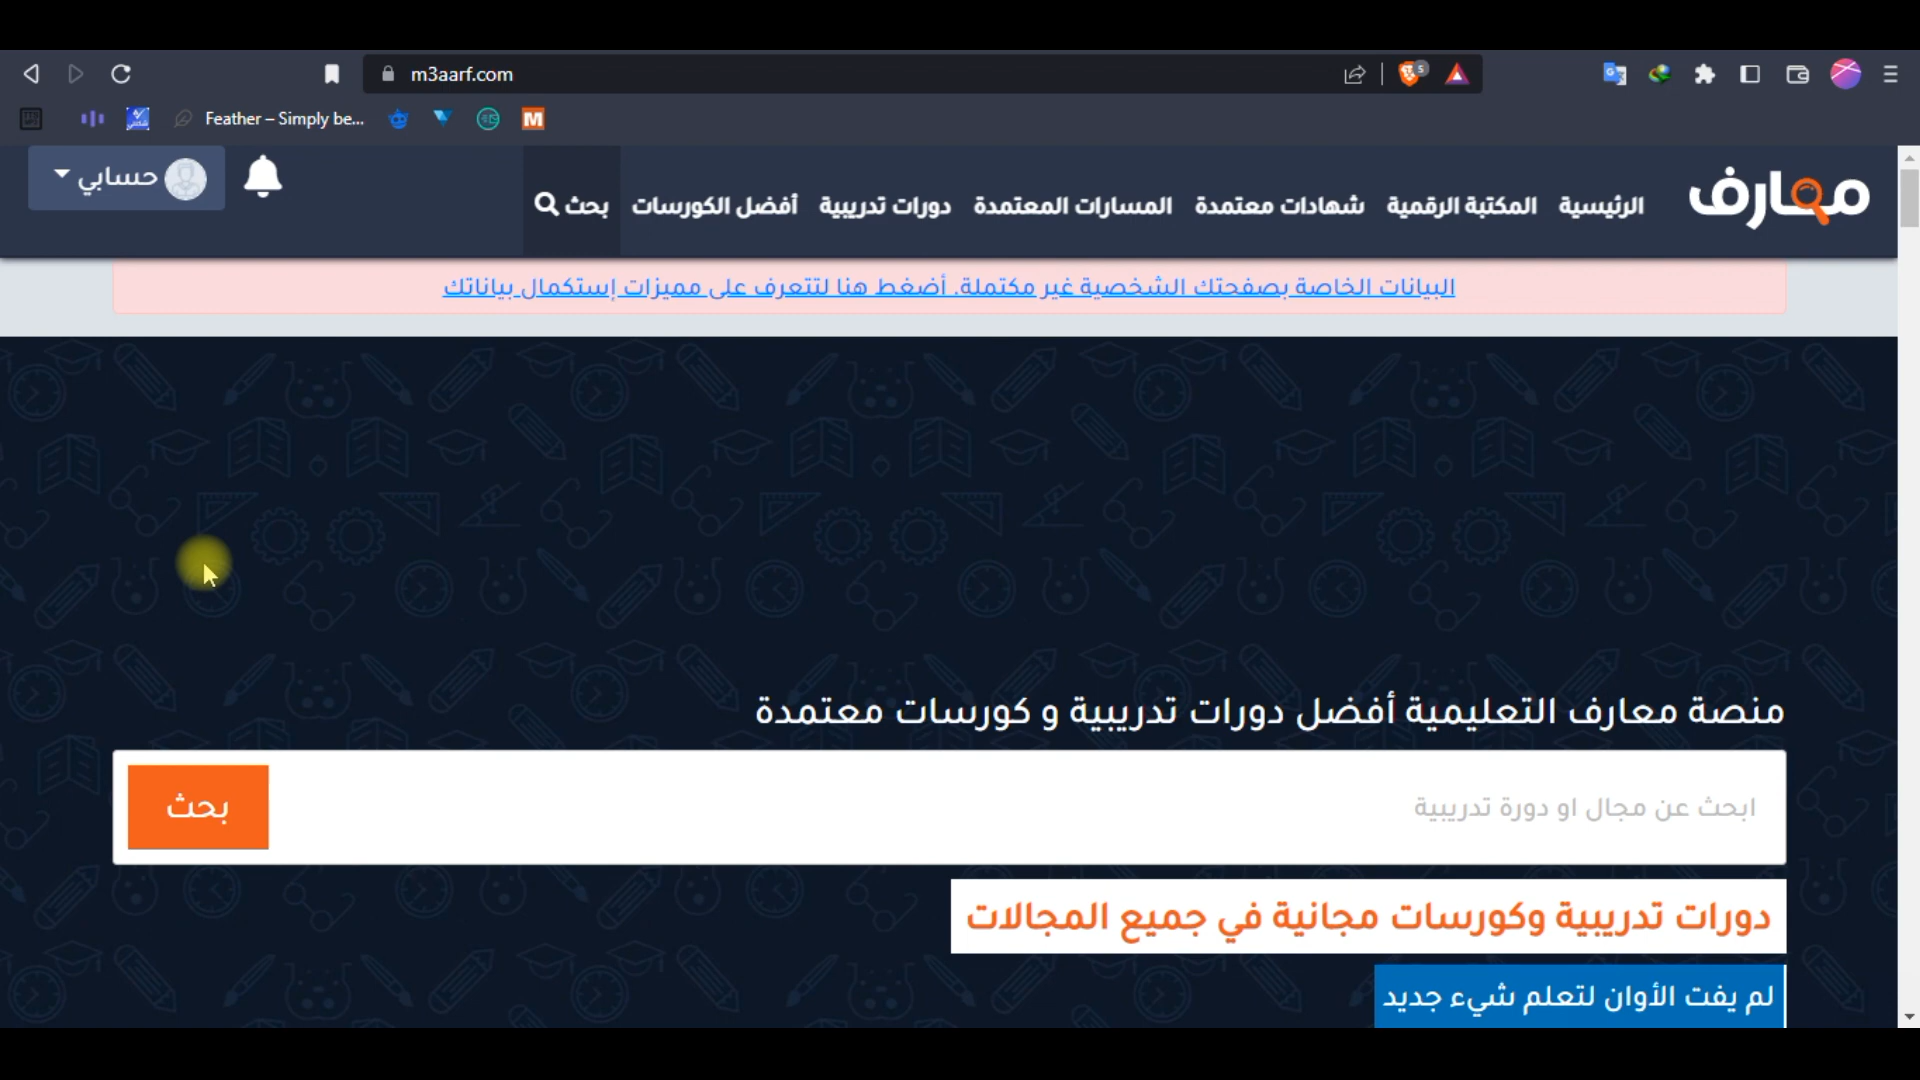 m3aarf.com
5
Feather – Simply be...
M
معارف
الرئيسية
المكتبة الرقمية
شهادات معتمدة
المسارات المعتمدة
دورات تدريبية
أفضل الكورسات
بحث
حسابي
البيانات الخاصة بصفحتك الشخصية غير مكتملة. أضغط هنا لتتعرف على مميزات إستكمال بياناتك
منصة معارف التعليمية أفضل دورات تدريبية و كورسات معتمدة
ابحث عن مجال او دورة تدريبية
بحث
دورات تدريبية وكورسات مجانية في جميع المجالات
لم يفت الأوان لتعلم شيء جديد